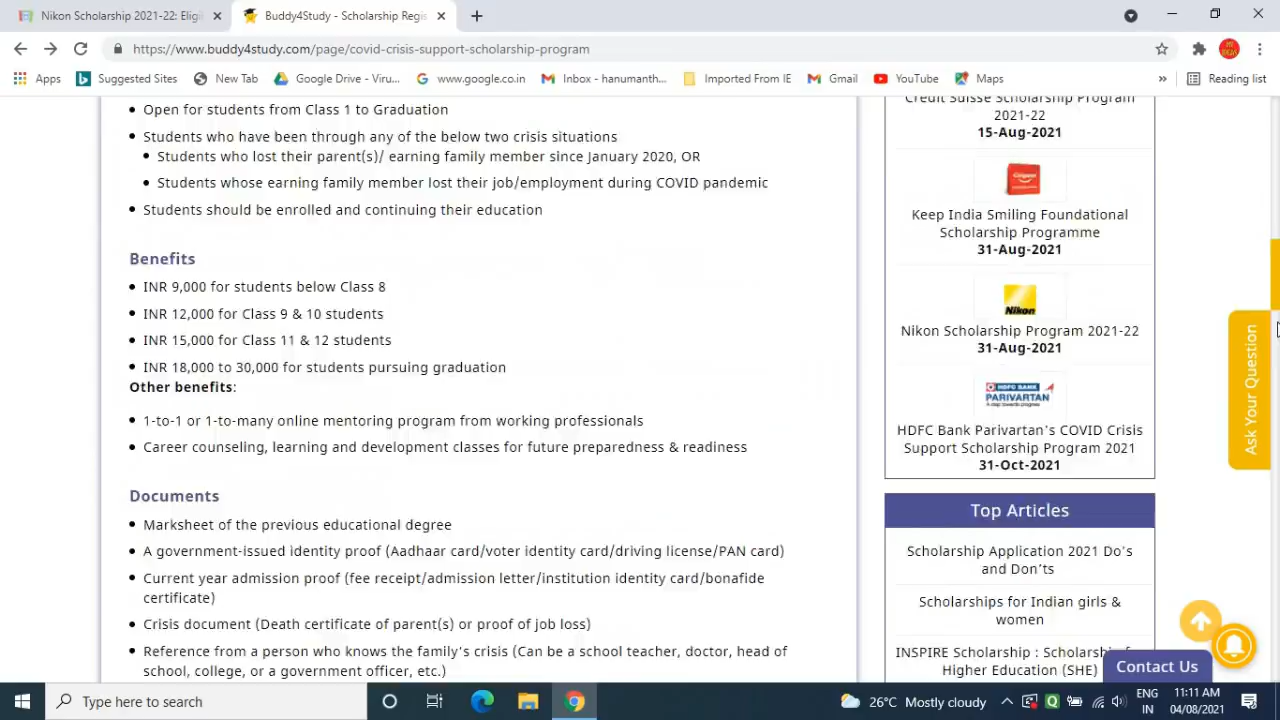 Nikon Scholarship 2021-22: Eligi
Buddy4Study - Scholarship Regi
https://www.buddy4study.com/page/covid-crisis-support-scholarship-program
Apps
Suggested Sites
New Tab
Google Drive - Viru...
www.google.co.in
Inbox - hanumanth...
Imported From IE
Gmail
YouTube
Maps
»
Reading list
Open for students from Class 1 to Graduation
Students who have been through any of the below two crisis situations
Students who lost their parent(s)/ earning family member since January 2020, OR
Students whose earning family member lost their job/employment during COVID pandemic
Students should be enrolled and continuing their education
Benefits
INR 9,000 for students below Class 8
INR 12,000 for Class 9 & 10 students
INR 15,000 for Class 11 & 12 students
INR 18,000 to 30,000 for students pursuing graduation
Other benefits:
1-to-1 or 1-to-many online mentoring program from working professionals
Career counseling, learning and development classes for future preparedness & readiness
Documents
Marksheet of the previous educational degree
A government-issued identity proof (Aadhaar card/voter identity card/driving license/PAN card)
Current year admission proof (fee receipt/admission letter/institution identity card/bonafide
certificate)
Crisis document (Death certificate of parent(s) or proof of job loss)
Reference from a person who knows the family's crisis (Can be a school teacher, doctor, head of
school, college, or a government officer, etc.)
Credit Suisse Scholarship Program
2021-22
15-Aug-2021
Keep India Smiling Foundational
Scholarship Programme
31-Aug-2021
Nikon
Nikon Scholarship Program 2021-22
31-Aug-2021
HDFC BANK
PARIVARTAN
HDFC Bank Parivartan's COVID Crisis
Support Scholarship Program 2021
31-Oct-2021
Top Articles
Scholarship Application 2021 Do's
and Don'ts
Scholarships for Indian girls &
women
INSPIRE Scholarship : Scholarship for
Higher Education (SHE)
Ask Your Question
Contact Us
Type here to search
26°C Mostly cloudy
ENG
IN
11:11 AM
04/08/2021